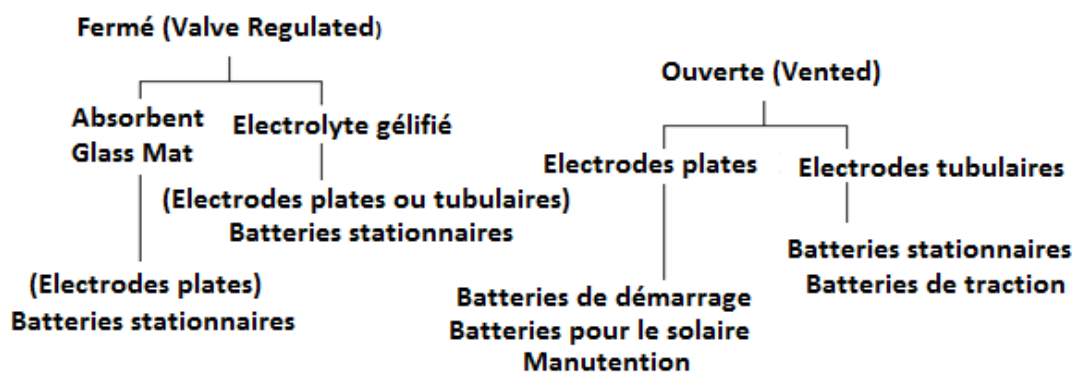 Fermé (Valve Regulated)
Absorbent
Glass Mat
Electrolyte gélifié
(Electrodes plates ou tubulaires)
Batteries stationnaires
(Electrodes plates)
Batteries stationnaires
Ouverte (Vented)
Electrodes plates
Electrodes tubulaires
Batteries stationnaires
Batteries de traction
Batteries de démarrage
Batteries pour le solaire
Manutention